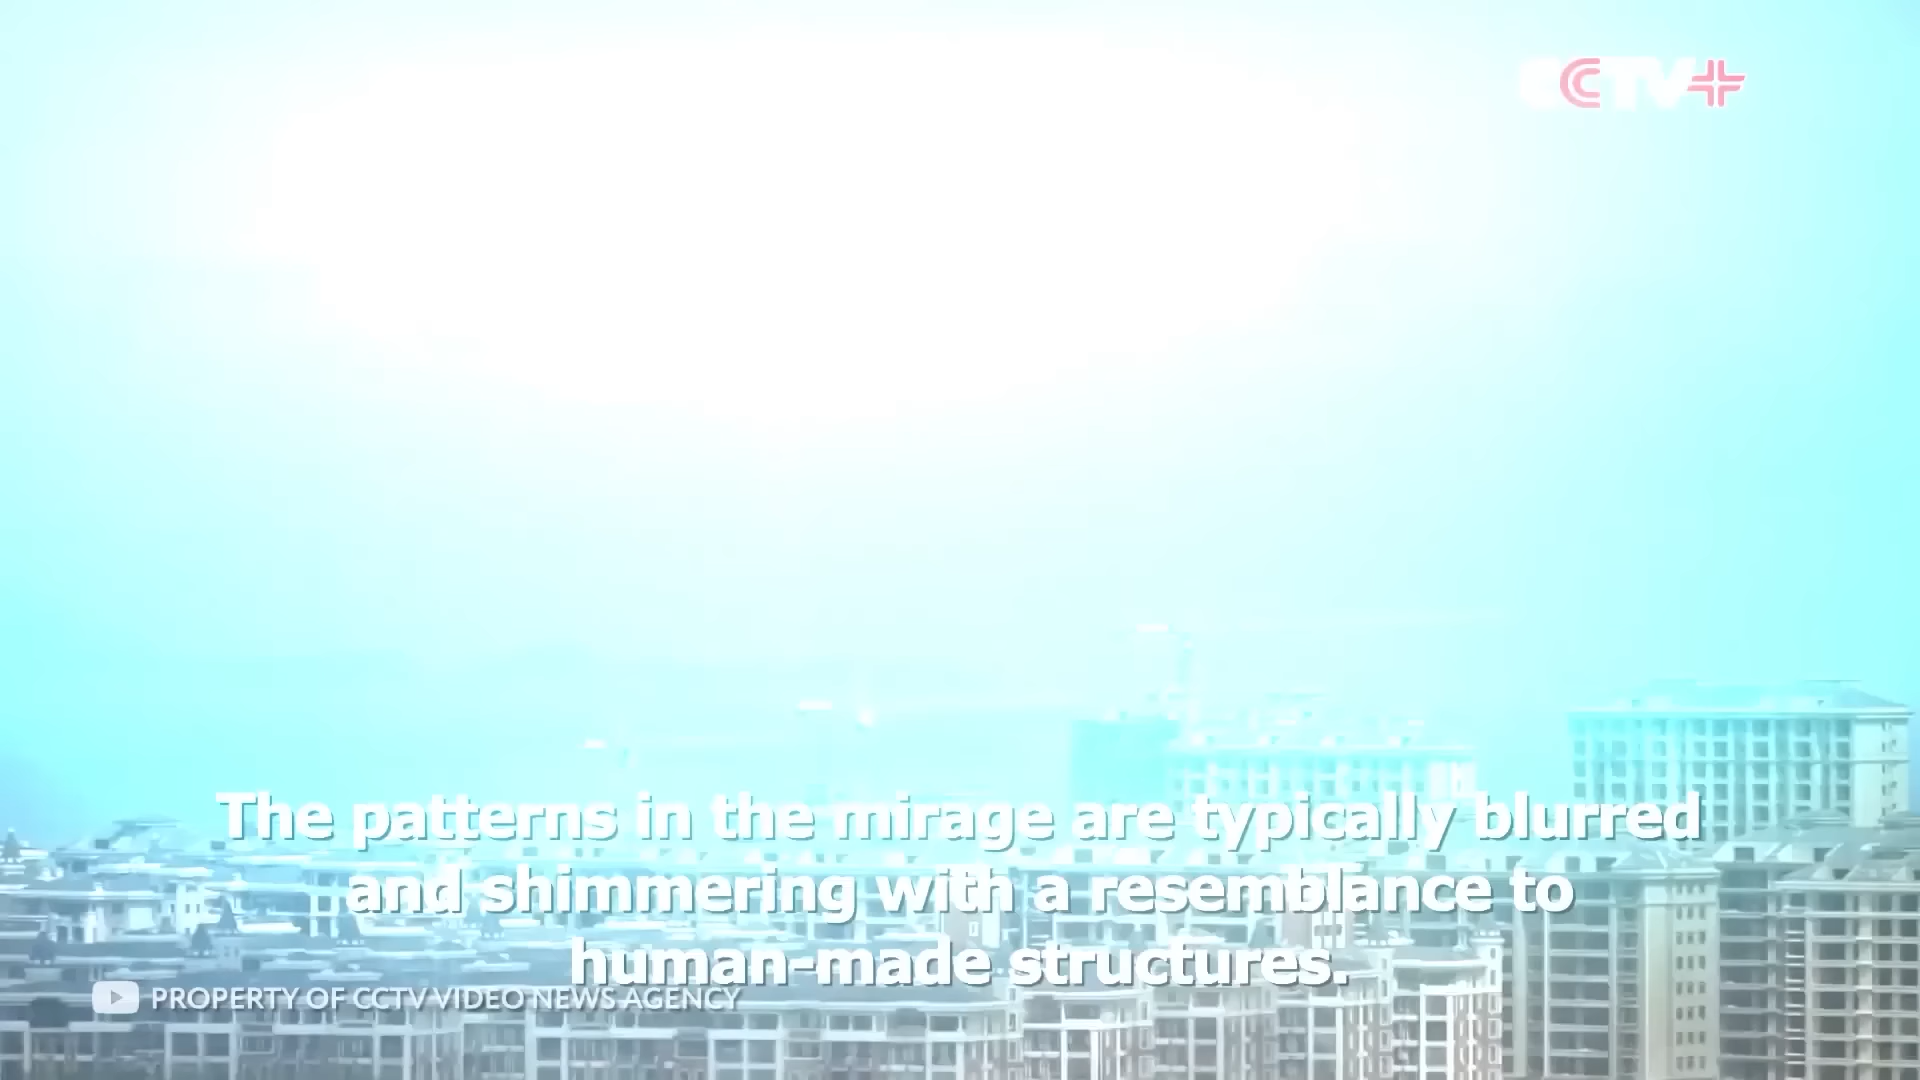 CCTV+
The patterns in the mirage are typically blurred
and shimmering with a resemblance to
human-made structures.
PROPERTY OF CCTV VIDEO NEWS AGENCY